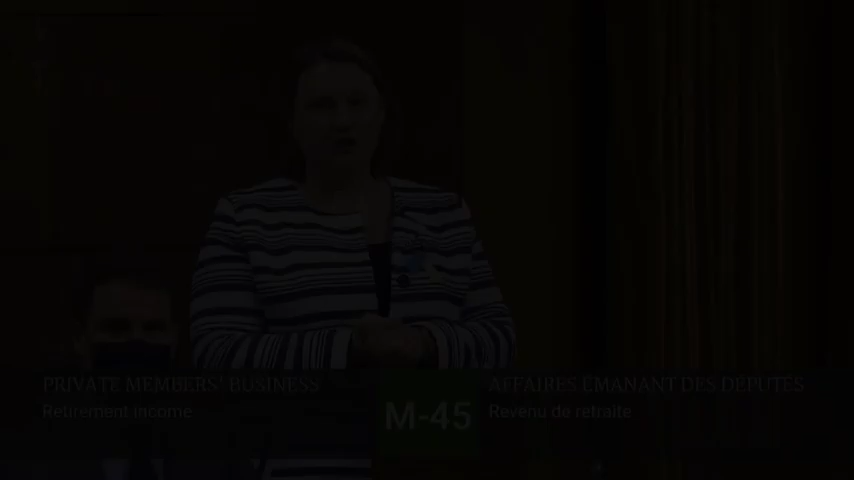 PRIVATE MEMBERS' BUSINESS
Retirement income
M-45
AFFAIRES ÉMANANT DES DÉPUTÉS
Revenu de retraite